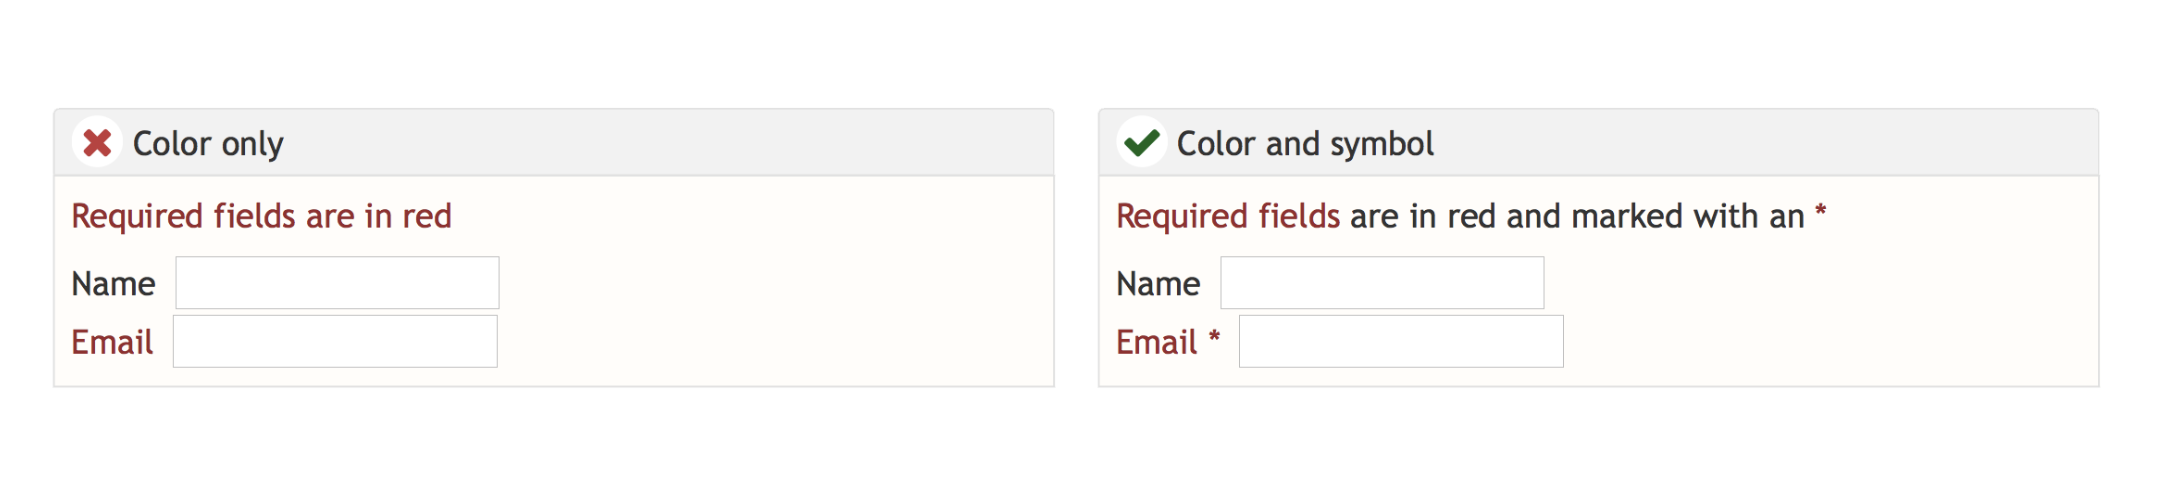 Color only
Required fields are in red
Name
Email
Color and symbol
Required fields are in red and marked with an *
Name
Email *